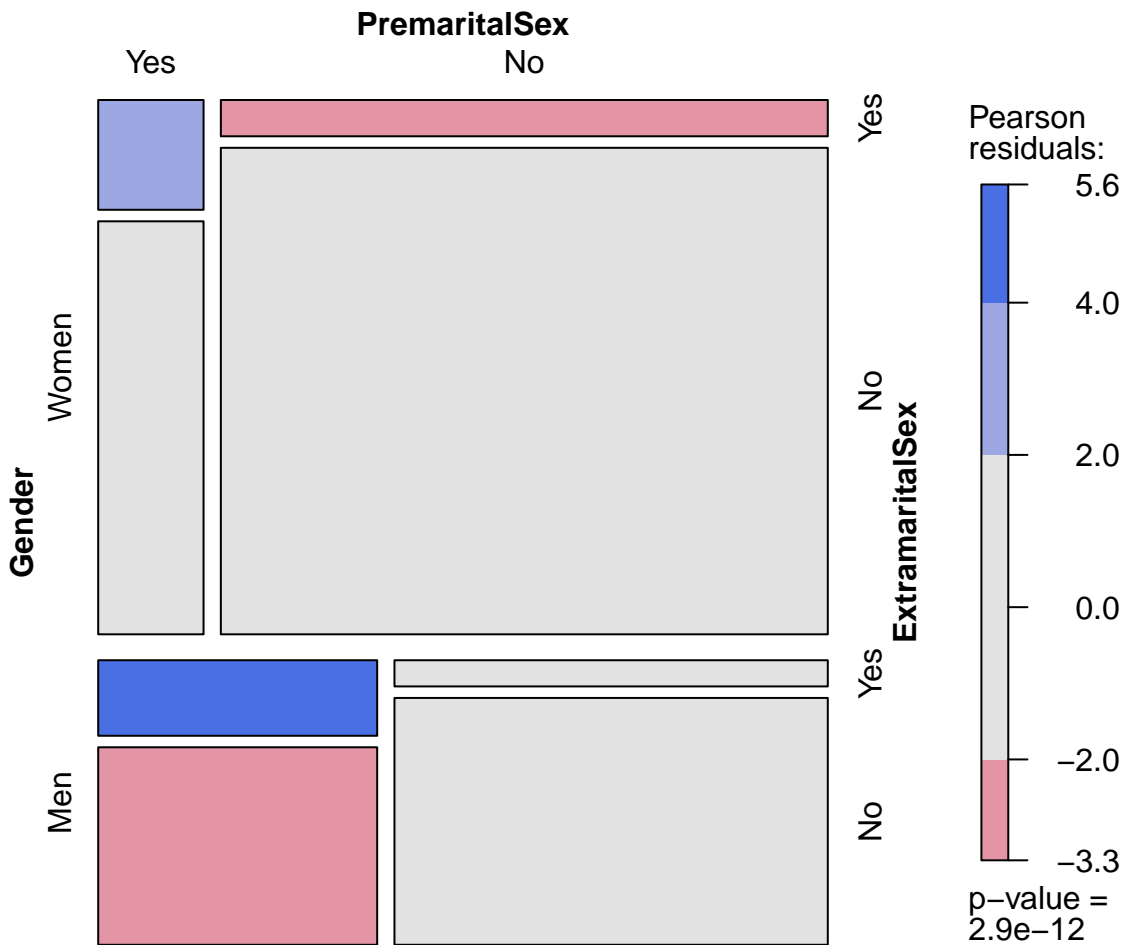 PremaritalSex
Yes No
Yes
No
Women
Gender
ExtramaritalSex
Yes
No
Men
Pearson
residuals:
5.6
4.0
2.0
0.0
−2.0
−3.3
p−value =
2.9e−12